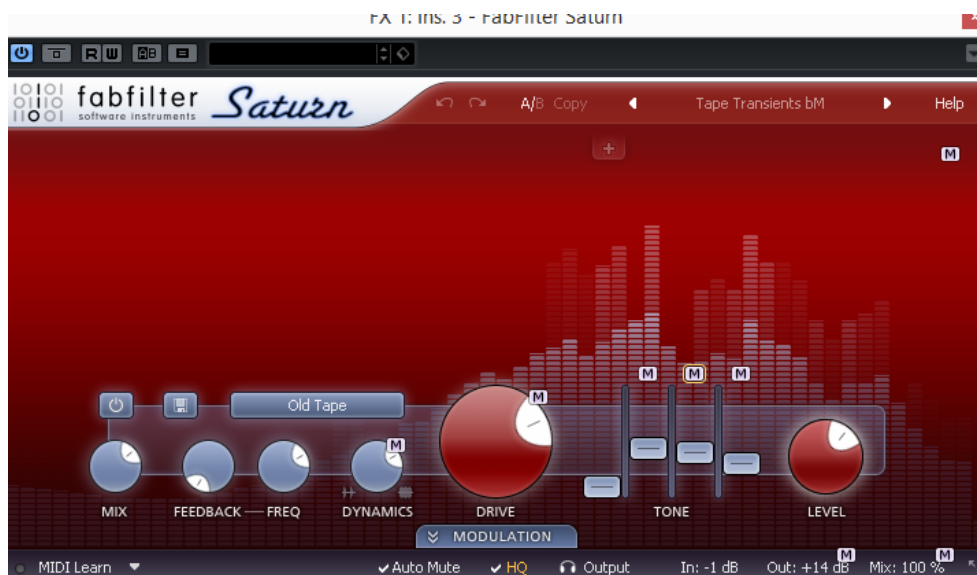 FX 1: Ins. 3 - FabFilter Saturn
R W AB
fabfilter Saturn A/B Copy Tape Transients bM Help
software instruments
+
M
M M M
Old Tape M
M
MIX FEEDBACK FREQ DYNAMICS DRIVE TONE LEVEL
MODULATION
M M
MIDI Learn Auto Mute HQ Output In: -1 dB Out: +14 dB Mix: 100 %